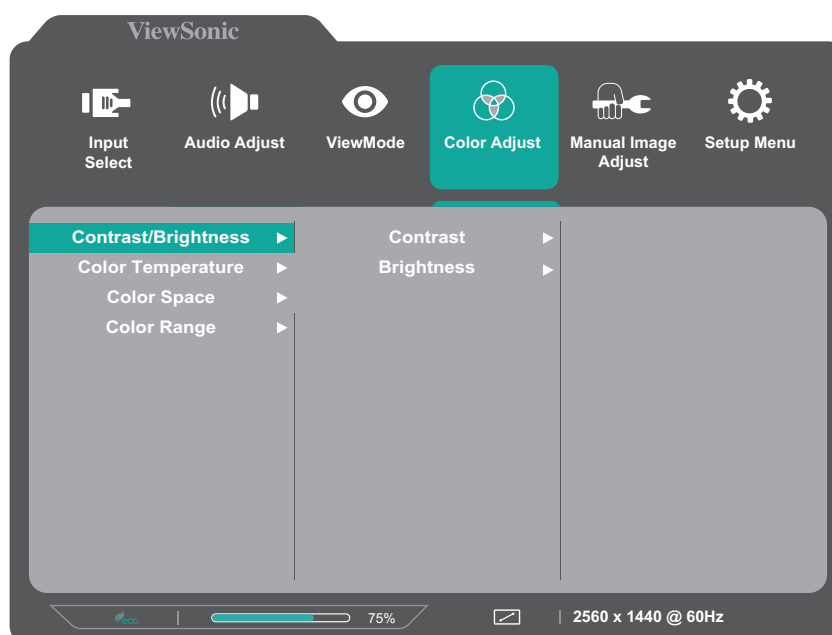 ViewSonic
Input
Select
Audio Adjust
ViewMode
Color Adjust
Manual Image
Adjust
Setup Menu
Contrast/Brightness
Color Temperature
Color Space
Color Range
Contrast
Brightness
eco
75%
2560 x 1440 @ 60Hz